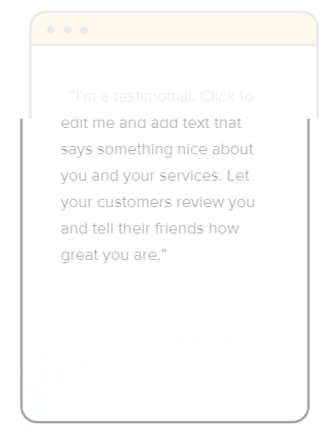 “I'm a testimonial. Click to
edit me and add text that
says something nice about
you and your services. Let
your customers review you
and tell their friends how
great you are.”